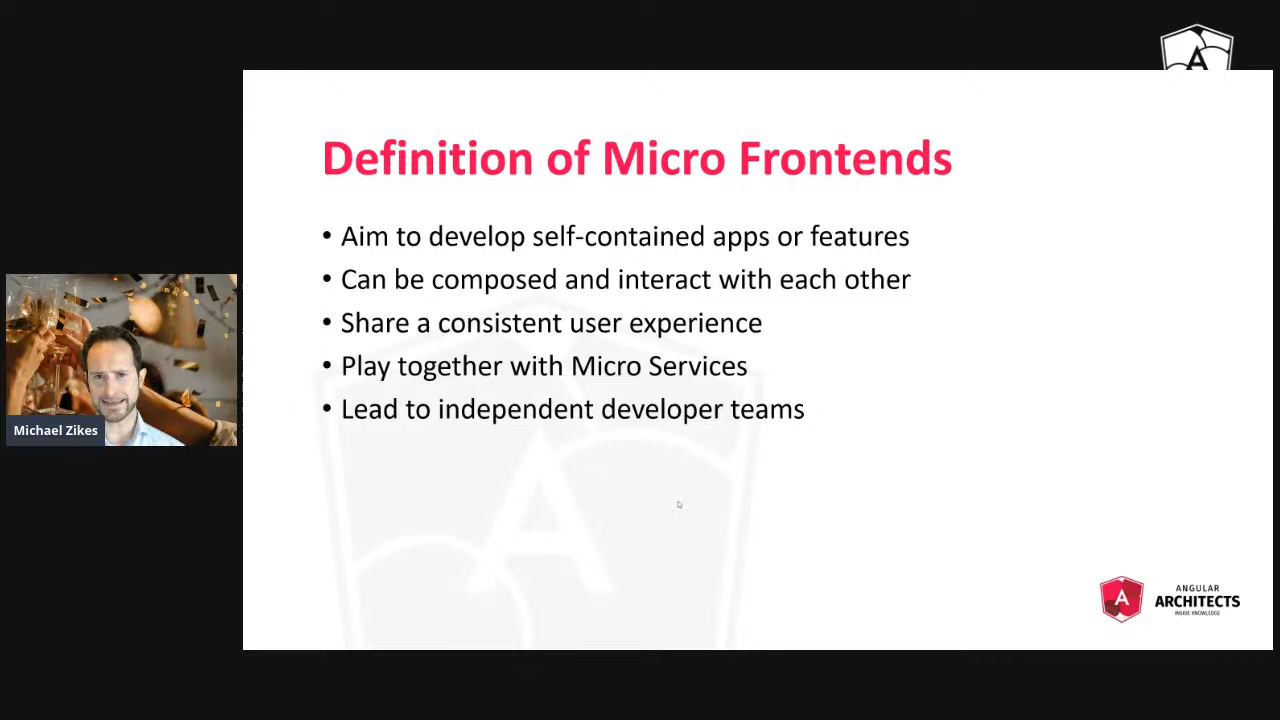 Definition of Micro Frontends
• Aim to develop self-contained apps or features
• Can be composed and interact with each other
• Share a consistent user experience
• Play together with Micro Services
• Lead to independent developer teams
Michael Zikes
A
A
A
ANGULAR
ARCHITECTS
INSIDE KNOWLEDGE